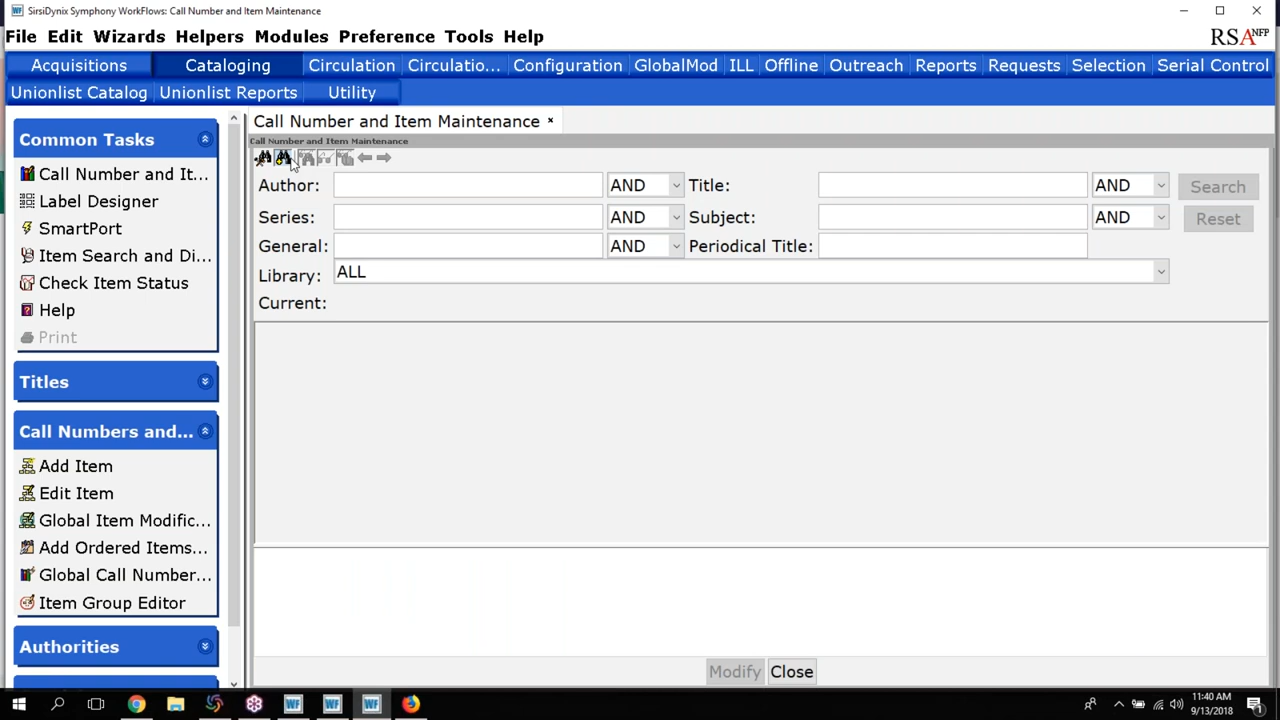 SirsiDynix Symphony WorkFlows: Call Number and Item Maintenance
File Edit Wizards Helpers Modules Preference Tools Help
RSA NFP
Acquisitions Cataloging Circulation Circulatio... Configuration GlobalMod ILL Offline Outreach Reports Requests Selection Serial Control
Unionlist Catalog Unionlist Reports Utility
Common Tasks
Call Number and It...
Label Designer
SmartPort
Item Search and Di...
Check Item Status
Help
Print
Titles
Call Numbers and...
Add Item
Edit Item
Global Item Modific...
Add Ordered Items...
Global Call Number...
Item Group Editor
Authorities
Call Number and Item Maintenance ×
Call Number and Item Maintenance
Author: AND Title: AND Search
Series: AND Subject: AND Reset
General: AND Periodical Title:
Library: ALL
Current:
Modify Close
WF WF WF
11:40 AM
9/13/2018
1